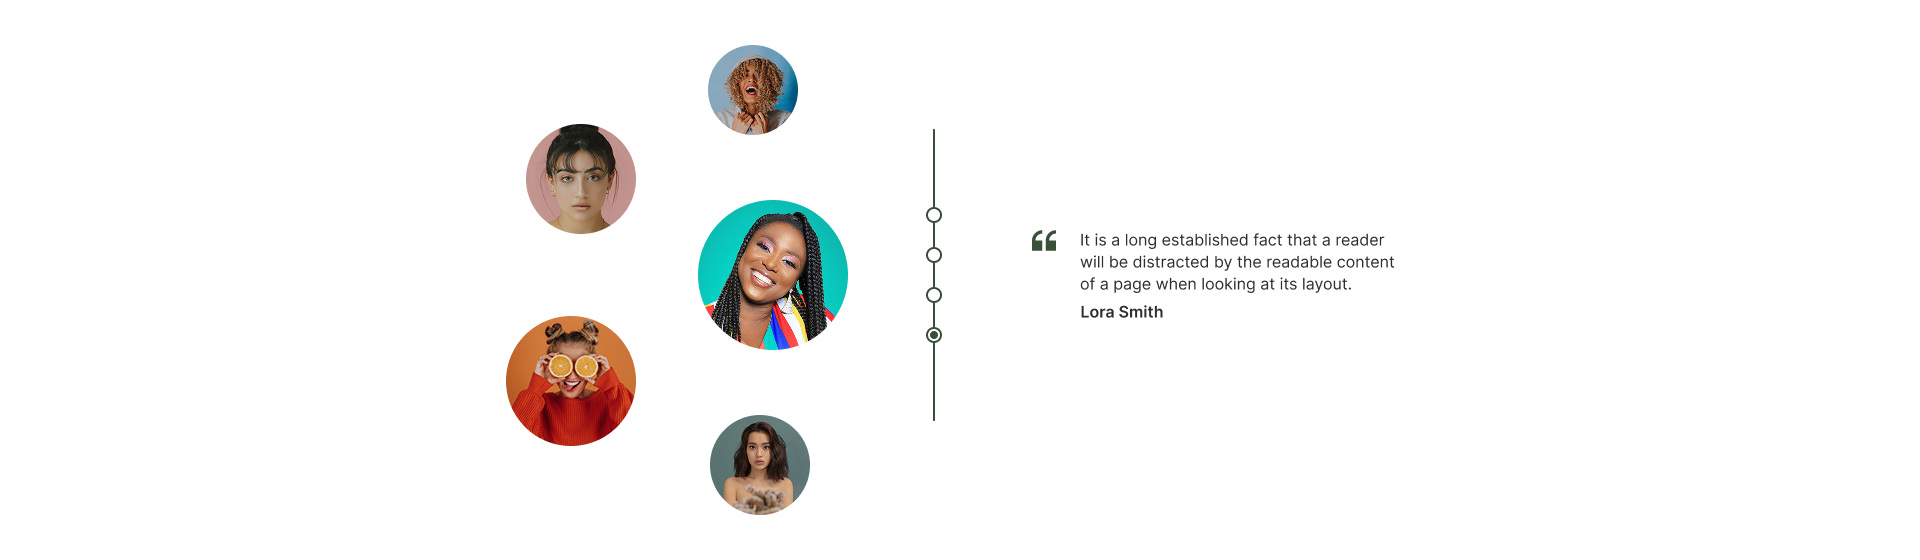 It is a long established fact that a reader
will be distracted by the readable content
of a page when looking at its layout.
Lora Smith